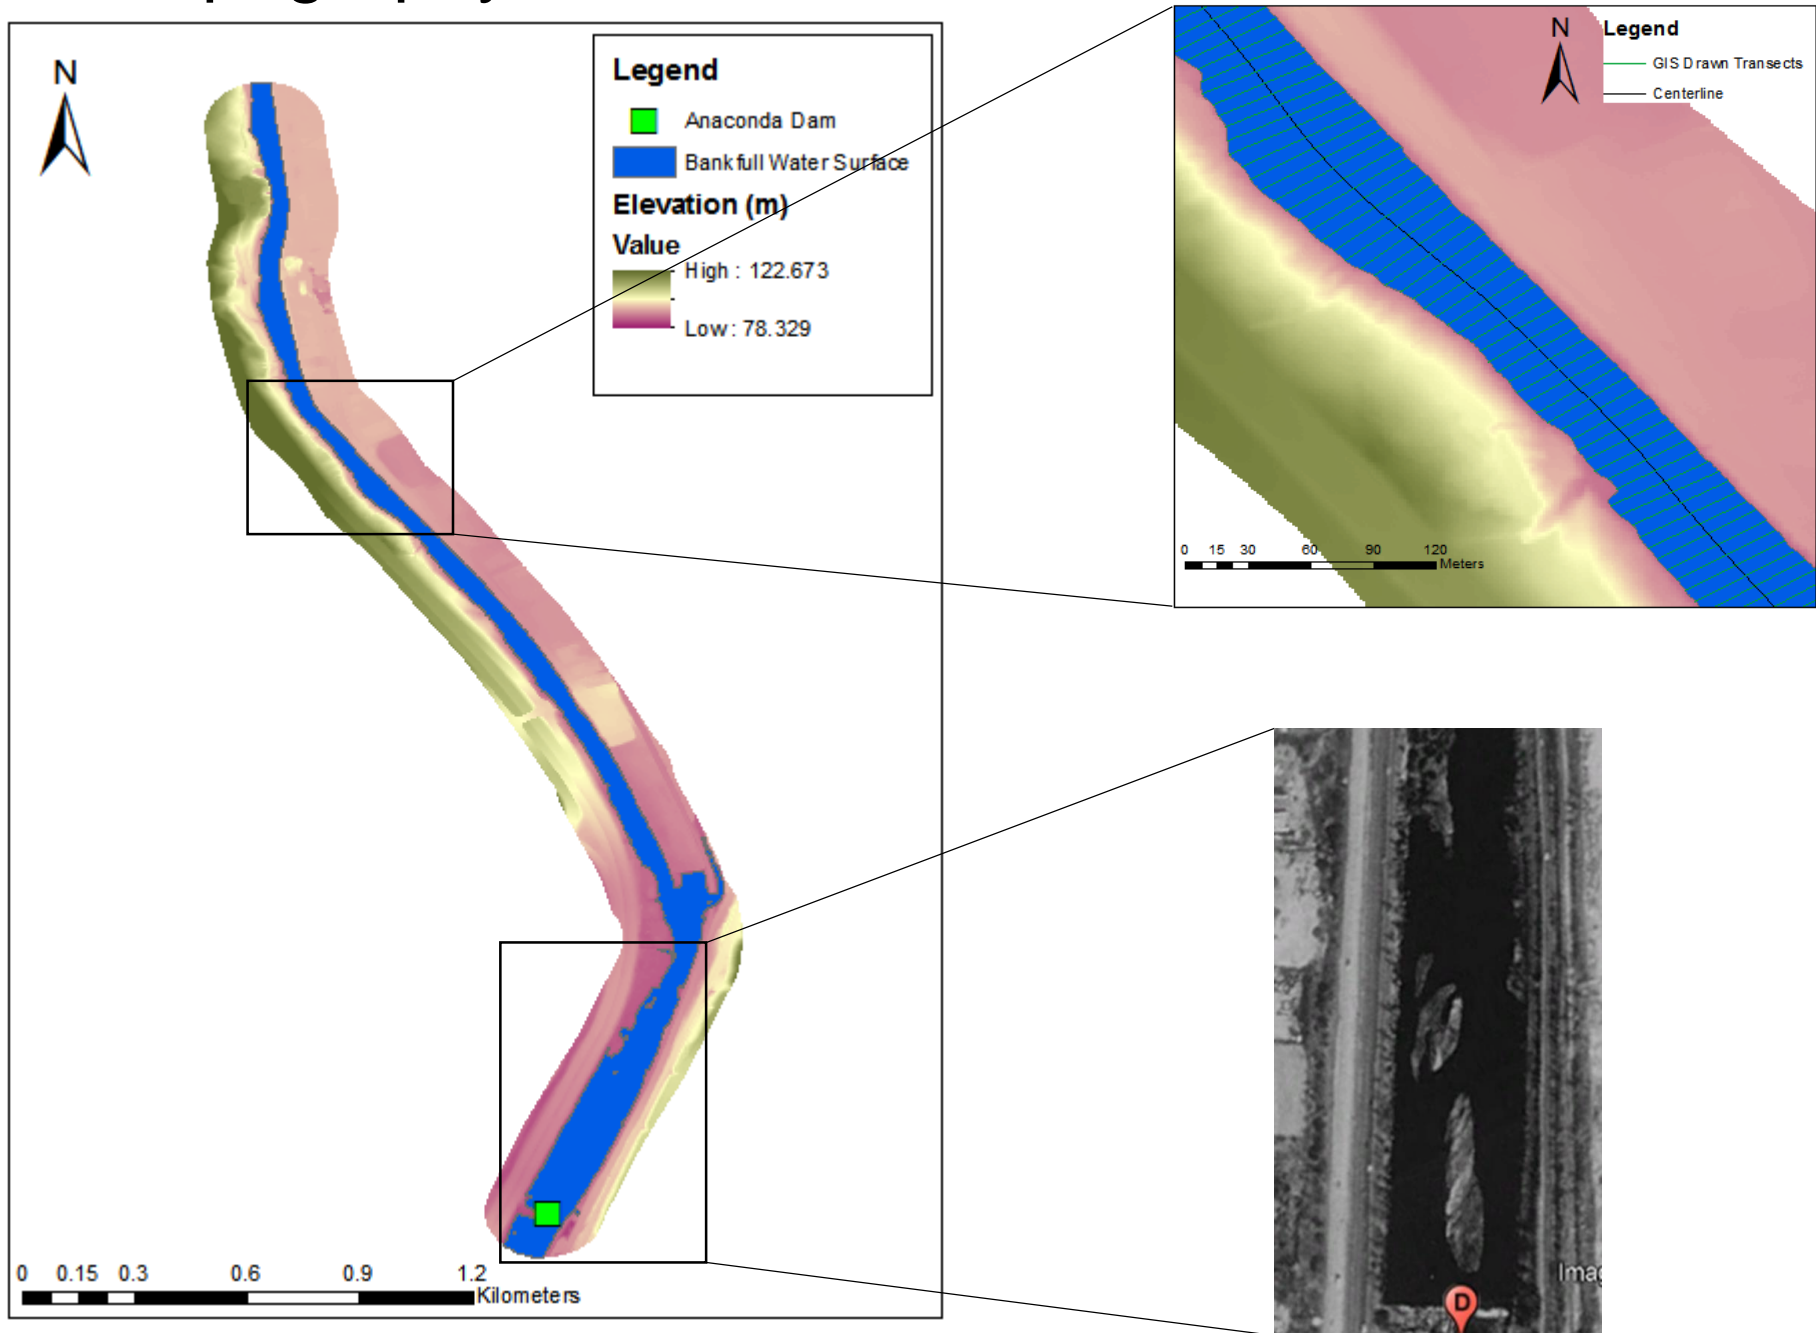 N
Legend
Anaconda Dam
Bankfull Water Surface
Elevation (m)
Value
High : 122.673
Low : 78.329
0 0.15 0.3 0.6 0.9 1.2
Kilometers
N
Legend
GIS Drawn Transects
Centerline
0 15 30 60 90 120
Meters
Imag
D